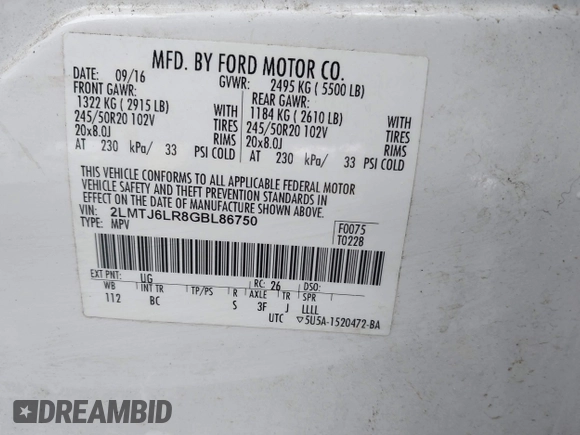 MFD. BY FORD MOTOR CO.
DATE: 09/16 GVWR: 2495 KG ( 5500 LB)
FRONT GAWR: REAR GAWR:
1322 KG ( 2915 LB) WITH 1184 KG ( 2610 LB) WITH
245/50R20 102V TIRES 245/50R20 102V TIRES
20x8.0J RIMS 20x8.0J RIMS
AT 230 kPa/ 33 PSI COLD AT 230 kPa/ 33 PSI COLD
THIS VEHICLE CONFORMS TO ALL APPLICABLE FEDERAL MOTOR
VEHICLE SAFETY AND THEFT PREVENTION STANDARDS IN
EFFECT ON THE DATE OF MANUFACTURE SHOWN ABOVE.
VIN: 2LMTJ6LR8GBL86750 F0075
TYPE: MPV T0228
EXT PNT: UG RC: 26
WB INT TR TP/PS R AXLE TR SPR
112 BC S 3F J LLLL
UTC ▽5U5A-1520472-BA
DREAMBID